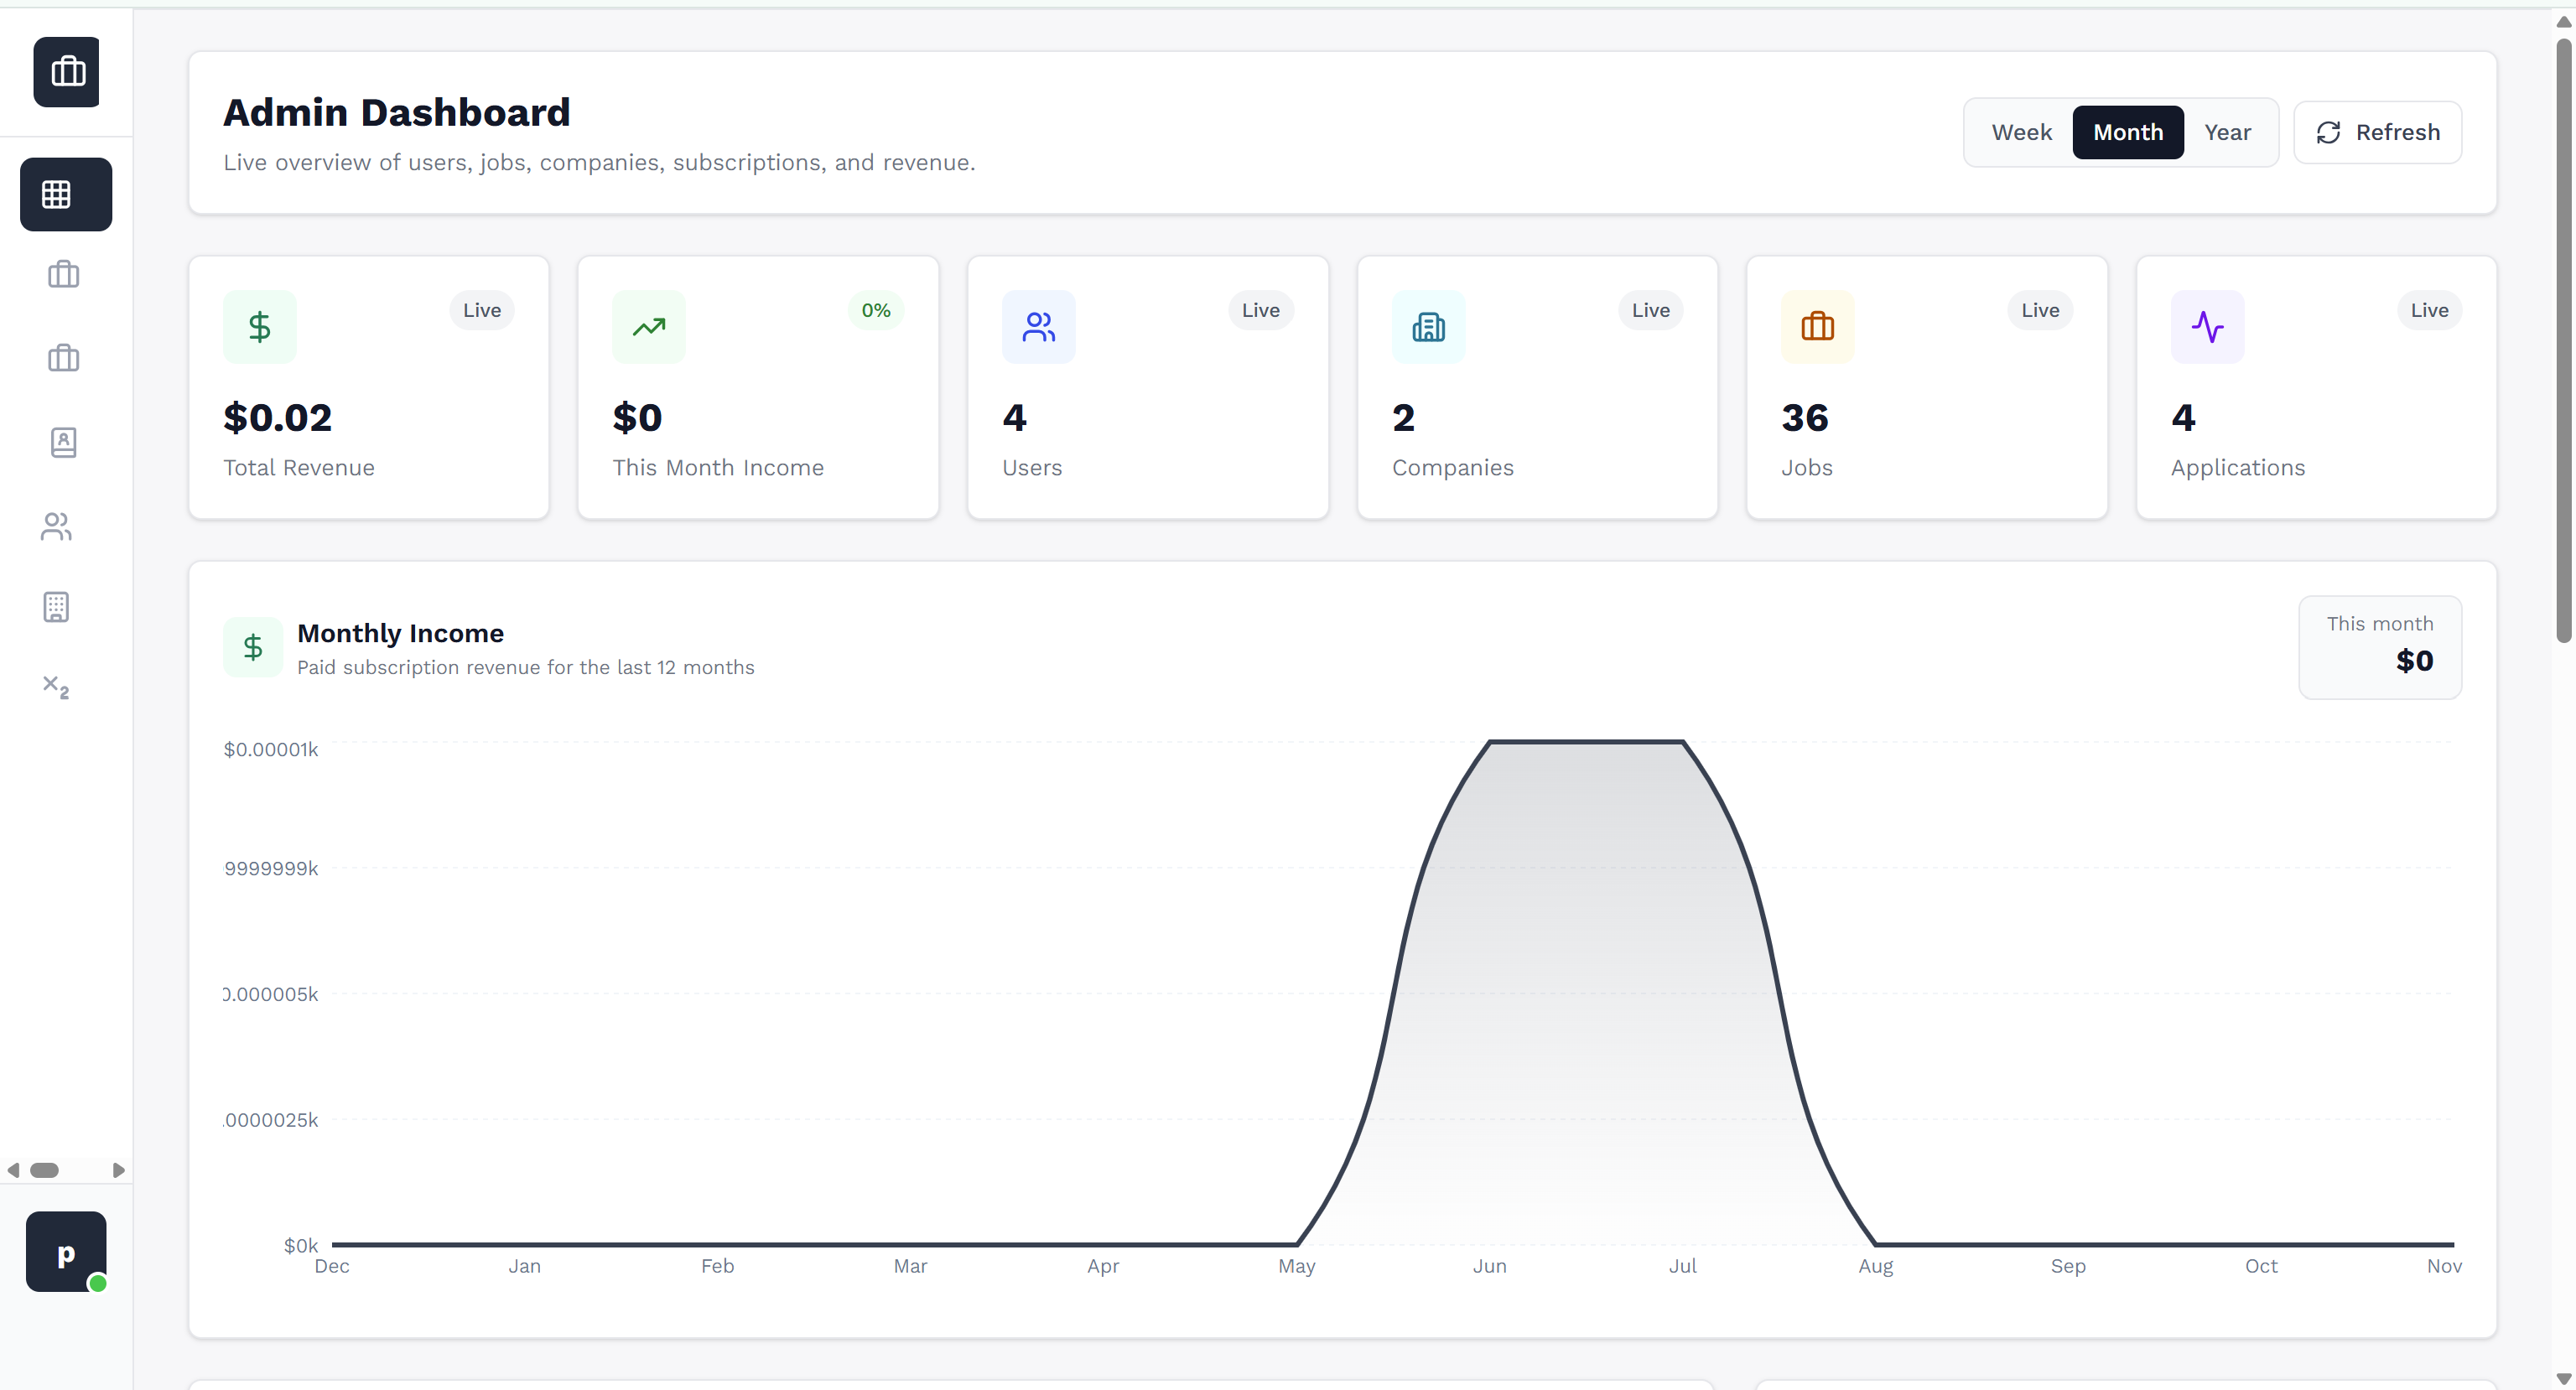 Admin Dashboard
Live overview of users, jobs, companies, subscriptions, and revenue.
Week Month Year Refresh
Live
$0.02
Total Revenue
0%
$0
This Month Income
Live
4
Users
Live
2
Companies
Live
36
Jobs
Live
4
Applications
Monthly Income
Paid subscription revenue for the last 12 months
This month
$0
$0.00001k
9999999k
0.000005k
.0000025k
$0k
Dec Jan Feb Mar Apr May Jun Jul Aug Sep Oct Nov
p